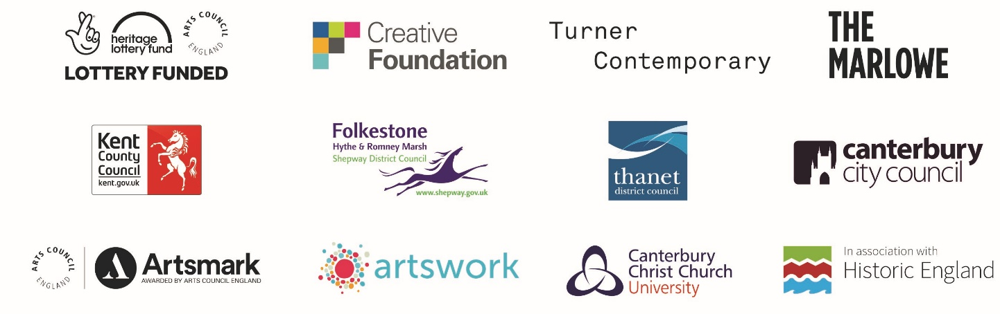 heritage
lottery fund
ARTS COUNCIL
ENGLAND
LOTTERY FUNDED
Creative
Foundation
Turner
Contemporary
THE
MARLOWE
Kent
County
Council
kent.gov.uk
Folkestone
Hythe & Romney Marsh
Shepway District Council
www.shepway.gov.uk
thanet
district council
canterbury
city council
ARTS COUNCIL
ENGLAND
Artsmark
AWARDED BY ARTS COUNCIL ENGLAND
artswork
Canterbury
Christ Church
University
In association with
Historic England